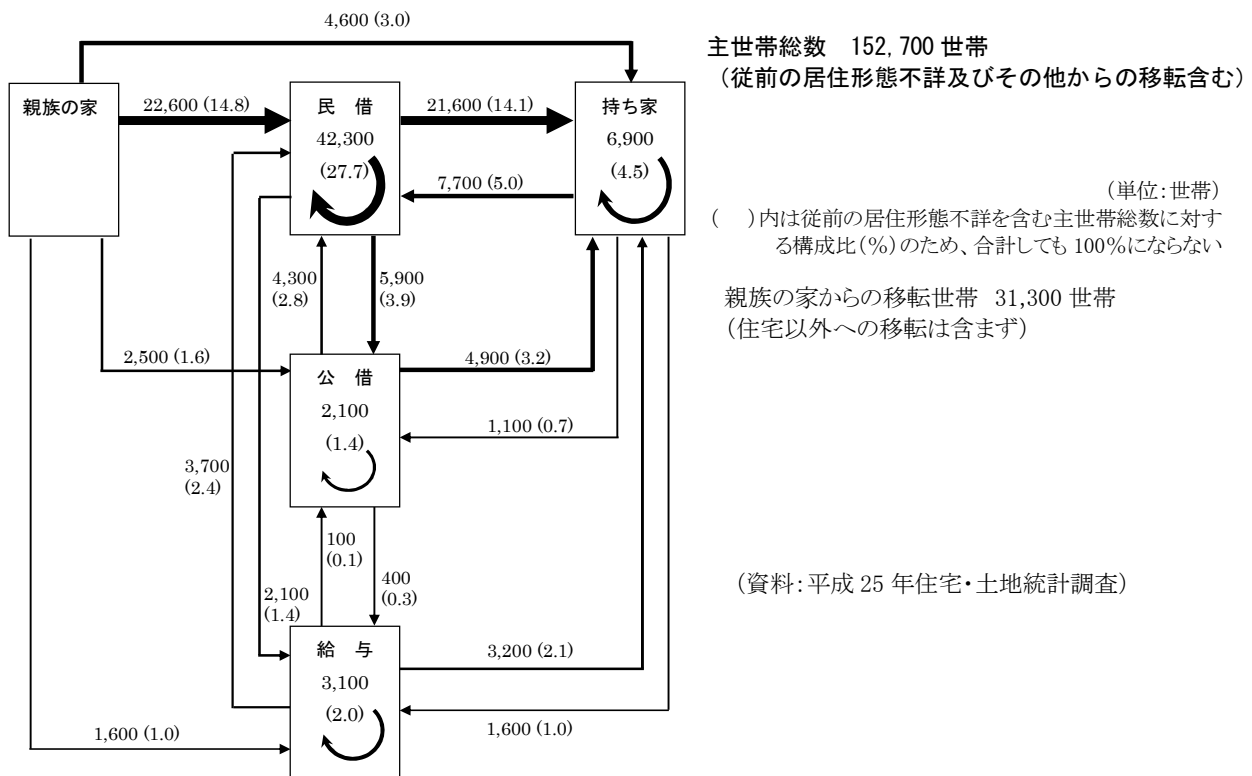 4,600 (3.0)
主世帯総数 152,700 世帯
(従前の居住形態不詳及びその他からの移転含む)
親族の家
22,600 (14.8)
民 借
42,300
(27.7)
21,600 (14.1)
持ち家
6,900
(4.5)
7,700 (5.0)
(単位:世帯)
( )内は従前の居住形態不詳を含む主世帯総数に対す
る構成比(%)のため、合計しても 100%にならない
4,300
(2.8)
5,900
(3.9)
親族の家からの移転世帯 31,300 世帯
(住宅以外への移転は含まず)
2,500 (1.6)
公 借
2,100
(1.4)
4,900 (3.2)
1,100 (0.7)
3,700
(2.4)
100
(0.1)
400
(0.3)
2,100
(1.4)
(資料:平成 25 年住宅・土地統計調査)
給 与
3,100
(2.0)
3,200 (2.1)
1,600 (1.0)
1,600 (1.0)